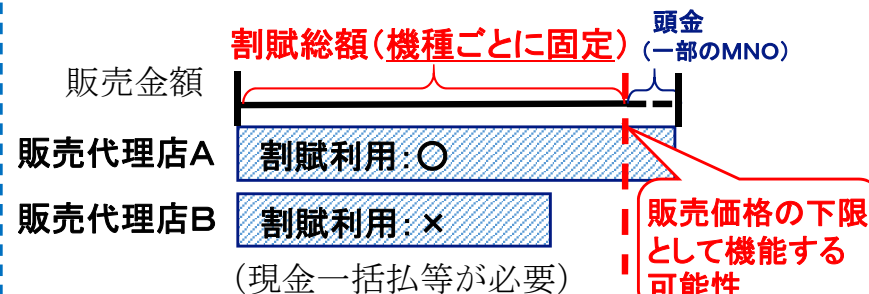 割賦総額(機種ごとに固定)
頭金
(一部のMNO)
販売金額
販売代理店A
割賦利用:○
販売代理店B
割賦利用:×
(現金一括払等が必要)
販売価格の下限
として機能する
可能性